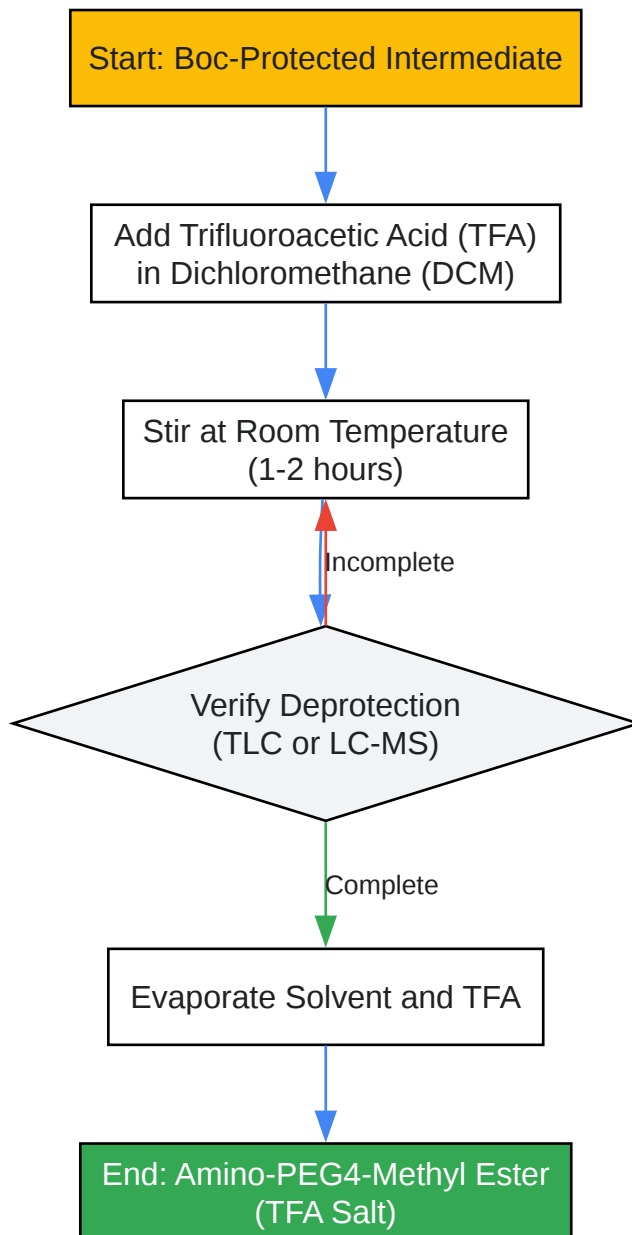 Start: Boc-Protected Intermediate
Add Trifluoroacetic Acid (TFA)
in Dichloromethane (DCM)
Stir at Room Temperature
(1-2 hours)
Incomplete
Verify Deprotection
(TLC or LC-MS)
Complete
Evaporate Solvent and TFA
End: Amino-PEG4-Methyl Ester
(TFA Salt)